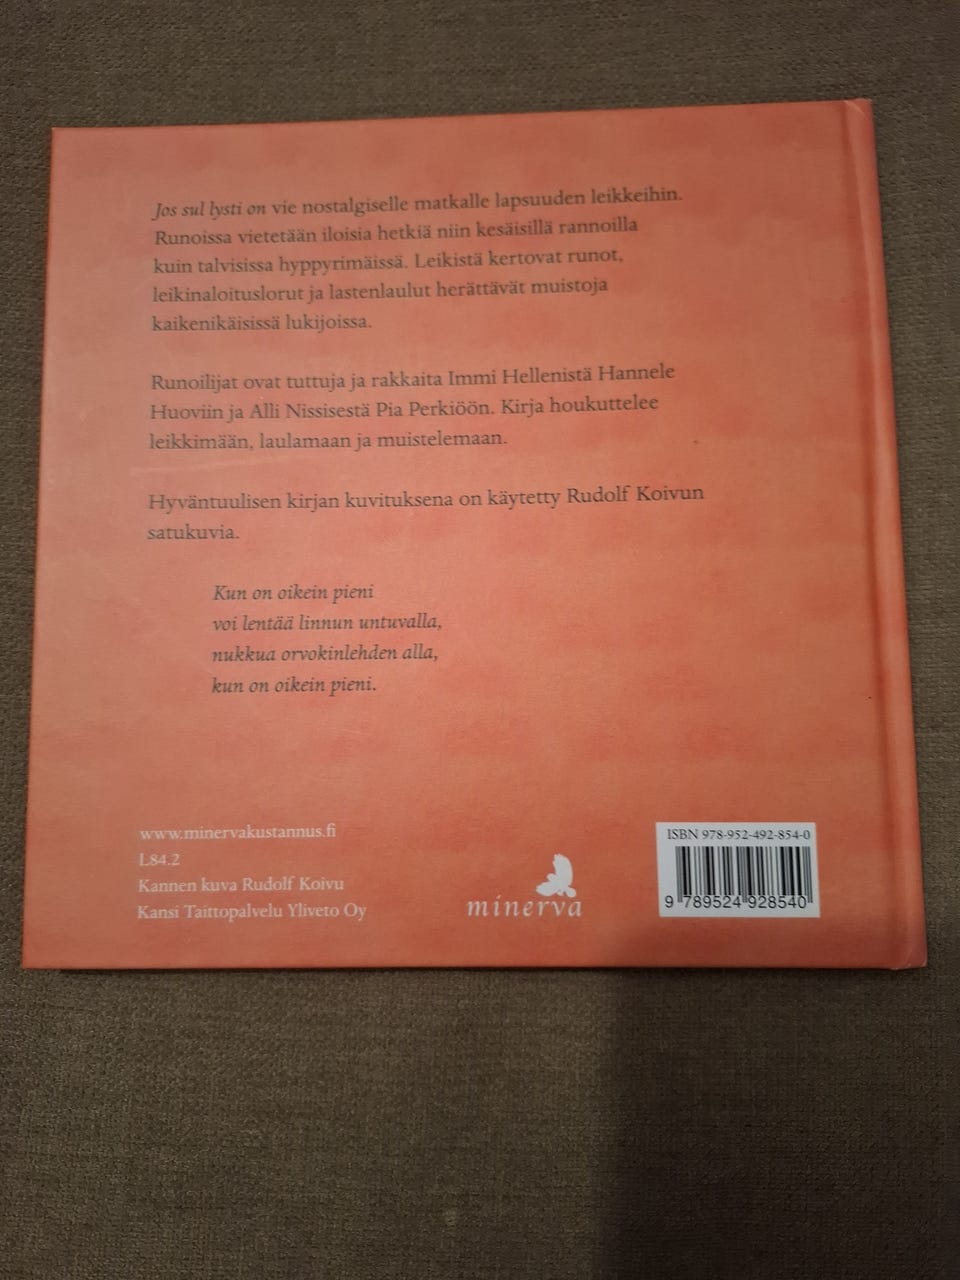 Jos sul lysti on vie nostalgiselle matkalle lapsuuden leikkeihin.
Runoissa vietetään iloisia hetkiä niin kesäisillä rannoilla
kuin talvisissa hyppyrimäissä. Leikistä kertovat runot,
leikinaloituslorut ja lastenlaulut herättävät muistoja
kaikenikäisissä lukijoissa.
Runoilijat ovat tuttuja ja rakkaita Immi Hellenistä Hannele
Huoviin ja Alli Nissisestä Pia Perkiöön. Kirja houkuttelee
leikkimään, laulamaan ja muistelemaan.
Hyväntuulisen kirjan kuvituksena on käytetty Rudolf Koivun
satukuvia.
Kun on oikein pieni
voi lentää linnun untuvalla,
nukkua orvokinlehden alla,
kun on oikein pieni.
www.minervakustannus.fi
L84.2
Kannen kuva Rudolf Koivu
Kansi Taittopalvelu Yliveto Oy
minerva
ISBN 978-952-492-854-0
9 789524 928540